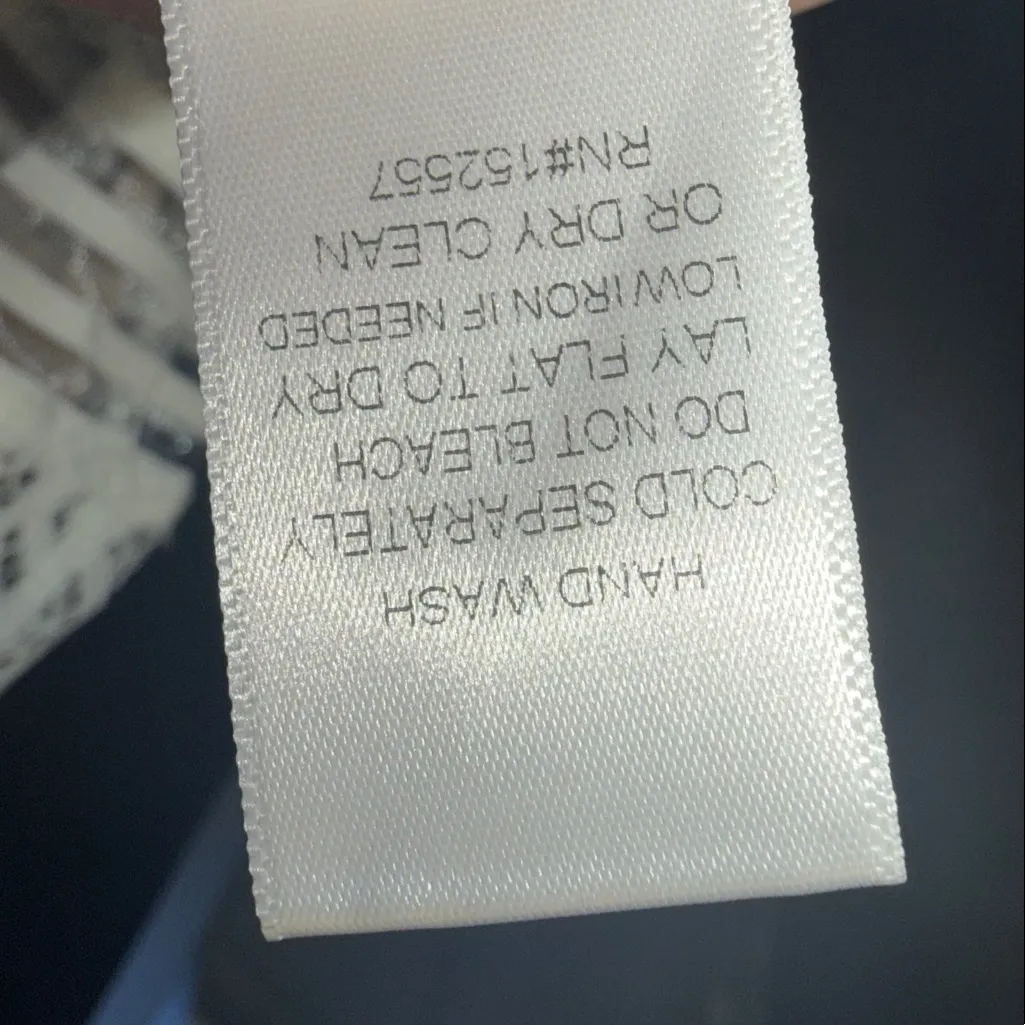 HAND WASH
COLD SEPARATELY
DO NOT BLEACH
LAY FLAT TO DRY
LOW IRON IF NEEDED
OR DRY CLEAN
RN#152557